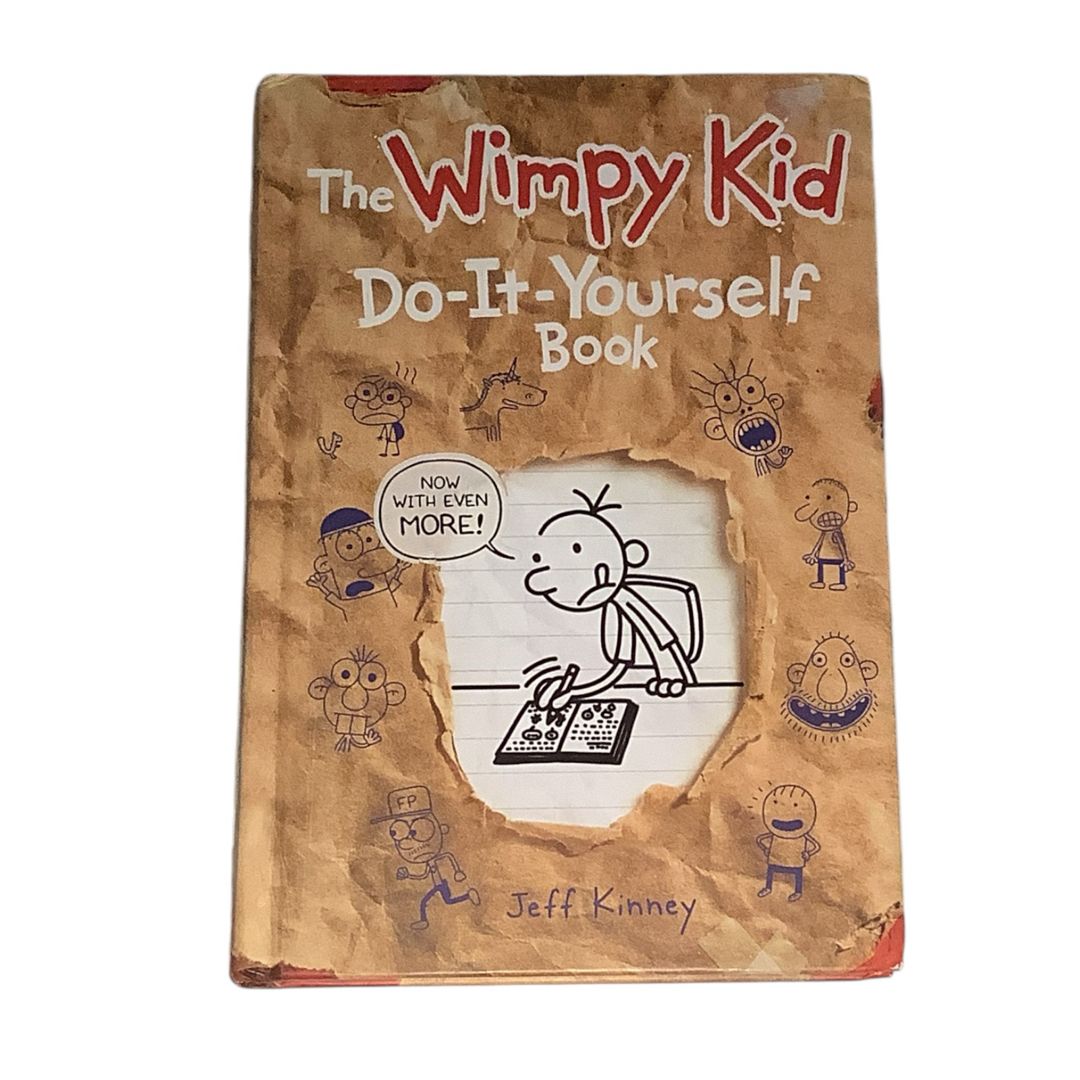 The Wimpy Kid
Do-It-Yourself
Book
NOW
WITH EVEN
MORE!
FP
Jeff Kinney